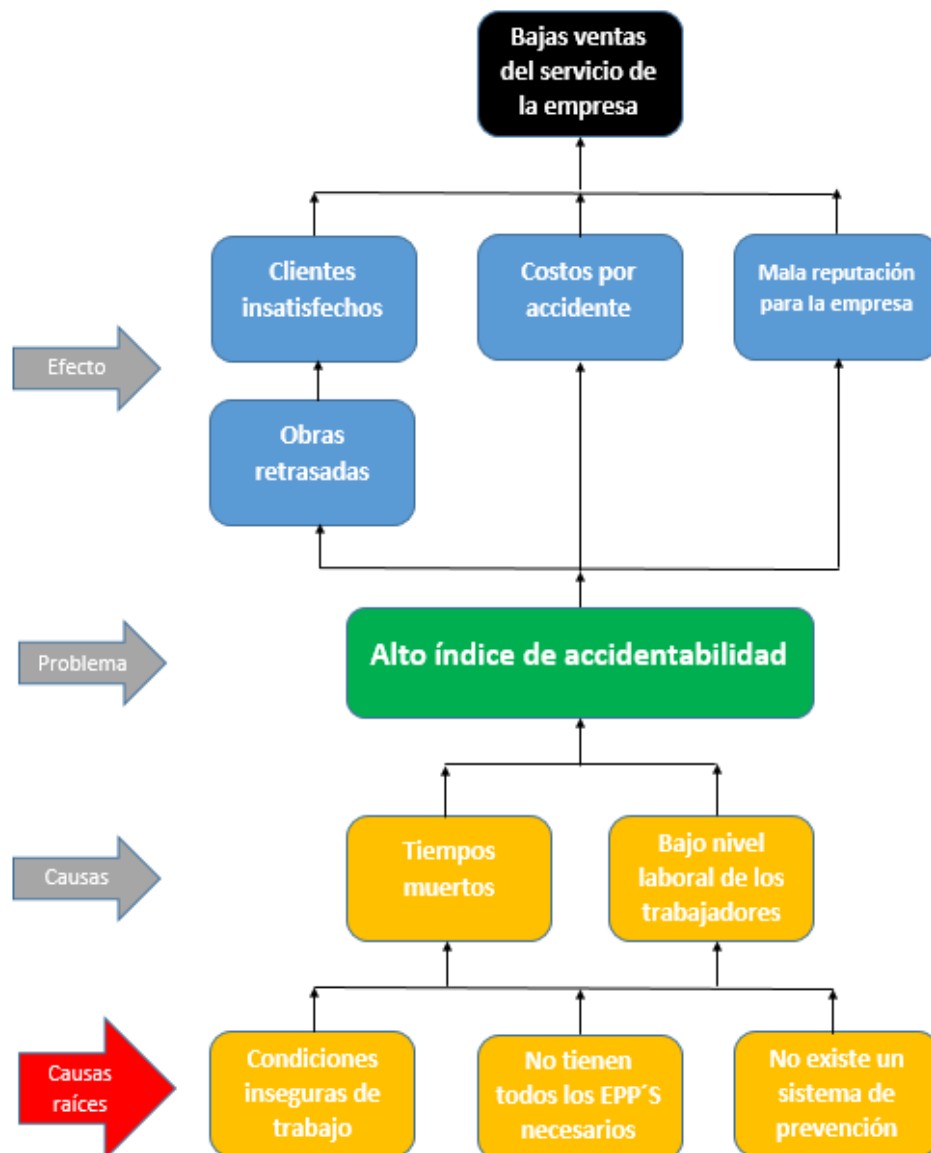 Bajas ventas
del servicio de
la empresa
Clientes
insatisfechos
Costos por
accidente
Mala reputación
para la empresa
Efecto
Obras
retrasadas
Problema
Alto índice de accidentabilidad
Causas
Tiempos
muertos
Bajo nivel
laboral de los
trabajadores
Causas
raíces
Condiciones
inseguras de
trabajo
No tienen
todos los EPP´S
necesarios
No existe un
sistema de
prevención